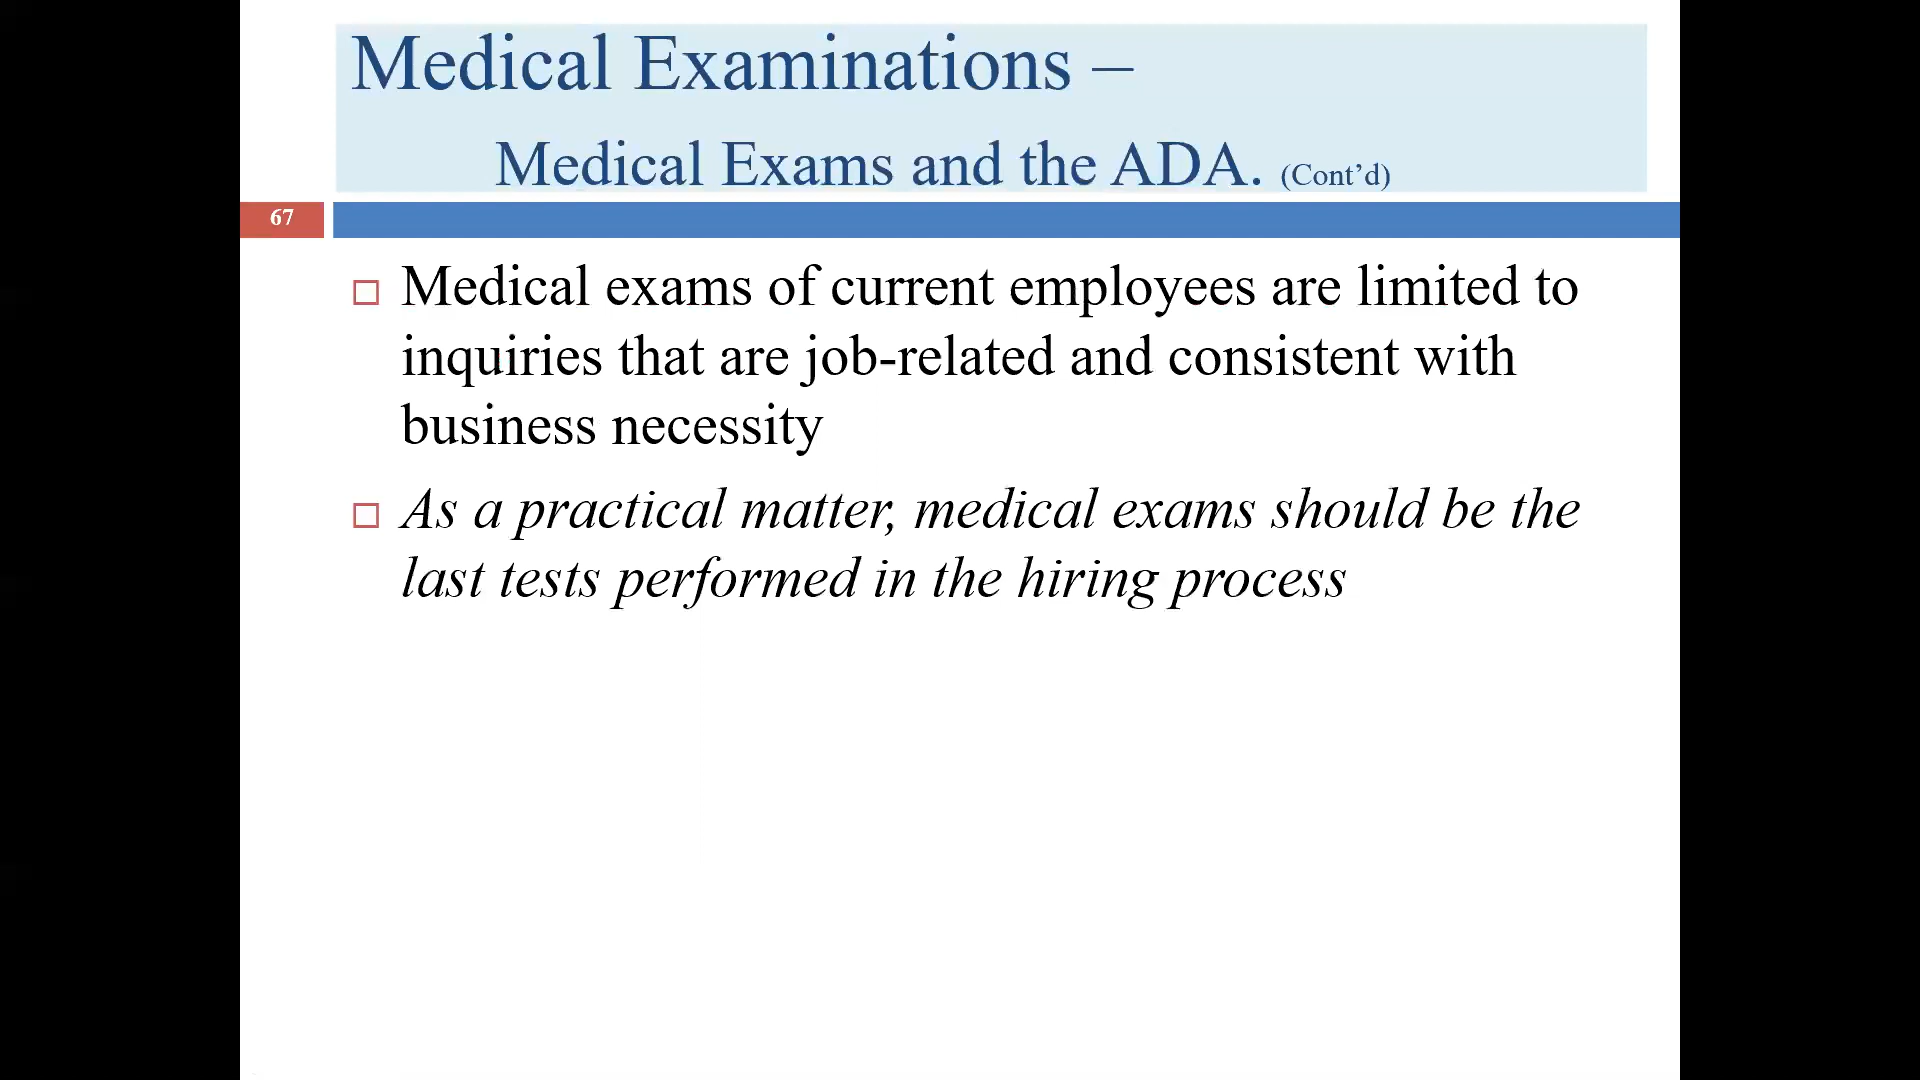 Medical Examinations –
Medical Exams and the ADA. (Cont’d)
67
Medical exams of current employees are limited to
inquiries that are job-related and consistent with
business necessity
As a practical matter, medical exams should be the
last tests performed in the hiring process